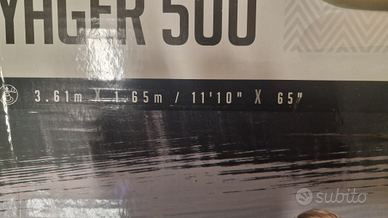 YAGER 500
3.61m X 1.65m / 11'10" X 65"
subito